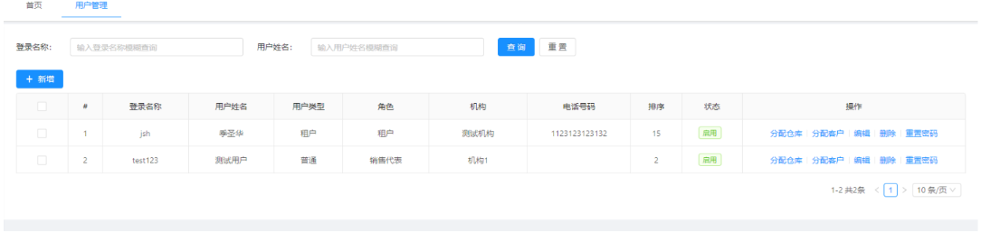 首页 用户管理
登录名称： 输入登录名称模糊查询 用户姓名： 输入用户姓名模糊查询 查询 重置
+ 新增
# 登录名称 用户姓名 用户类型 角色 机构 电话号码 排序 状态 操作
1 jsh 季圣华 租户 租户 测试机构 1123123123132 15 启用 分配仓库 分配客户 编辑 删除 重置密码
2 test123 测试用户 普通 销售代表 机构1 2 启用 分配仓库 分配客户 编辑 删除 重置密码
1-2 共2条 < 1 > 10 条/页